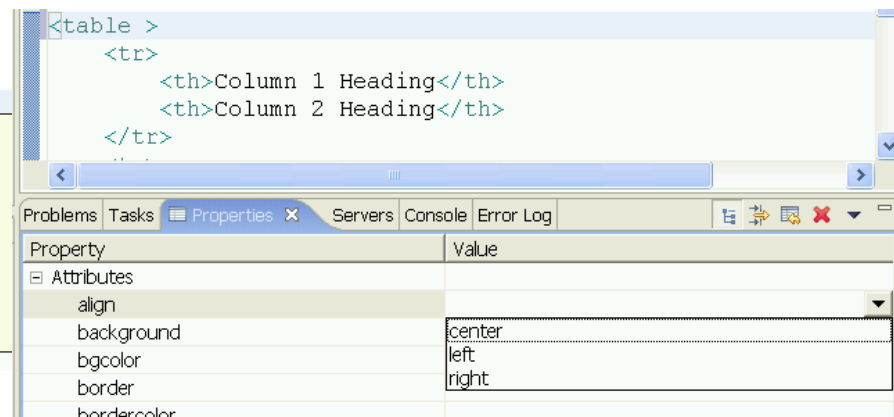 <table >
<tr>
<th>Column 1 Heading</th>
<th>Column 2 Heading</th>
</tr>
Problems Tasks Properties Servers Console Error Log
Property Value
Attributes
align
background center
bgcolor left
border right
bordercolor